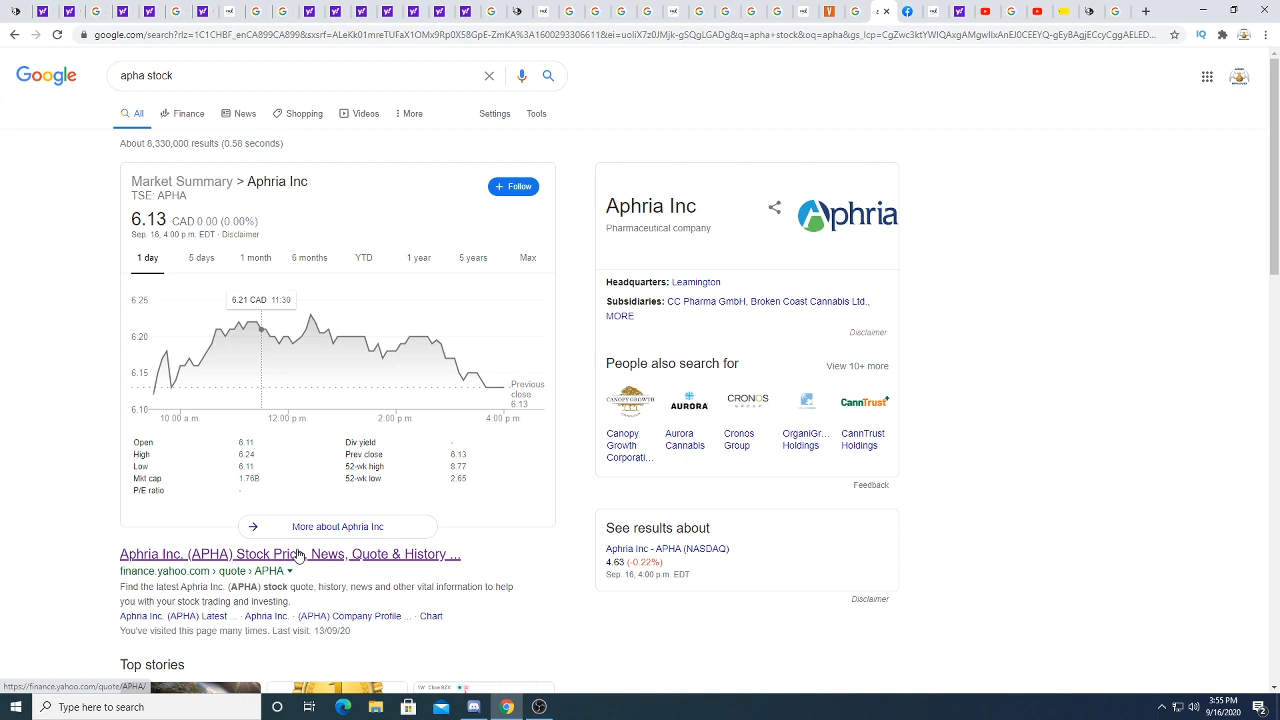 google.com/search?rlz=1C1CHBF_enCA899CA899&sxsrf=
apha stock
Google
All
Finance
News
Shopping
Videos
More
Settings
Tools
About 8,330,000 results (0.58 seconds)
Market Summary > Aphria Inc
TSE: APHA
Follow
6.13 CAD 0.00 (0.00%)
Sep. 16, 4:00 p.m. EDT · Disclaimer
1 day
5 days
1 month
6 months
YTD
1 year
5 years
Max
6.25
6.21 CAD 11:30
6.20
6.15
6.10
Previous
close
6.13
10:00 a.m.
12:00 p.m.
2:00 p.m.
4:00 p.m.
Open 6.11 Div yield -
High 6.24 Prev close 6.13
Low 6.11 52-wk high 8.77
Mkt cap 1.76B 52-wk low 2.65
P/E ratio -
More about Aphria Inc
Aphria Inc. (APHA) Stock Price, News, Quote & History ...
finance.yahoo.com › quote › APHA
Find the latest Aphria Inc. (APHA) stock quote, history, news and other vital information to help
you with your stock trading and investing.
Aphria Inc. (APHA) Latest ... · Aphria Inc. · (APHA) Company Profile ... · Chart
You've visited this page many times. Last visit: 13/09/20
Top stories
Aphria Inc
Pharmaceutical company
Aphria
Headquarters: Leamington
Subsidiaries: CC Pharma GmbH, Broken Coast Cannabis Ltd.,
MORE
Disclaimer
People also search for
View 10+ more
CANOPY GROWTH
AURORA
CRONOS
GROUP
CannTrust
Canopy
Growth
Corporati...
Aurora
Cannabis
Cronos
Group
OrganiGr...
Holdings
CannTrust
Holdings
Feedback
See results about
Aphria Inc - APHA (NASDAQ)
4.63 (-0.22%)
Sep. 16, 4:00 p.m. EDT
Disclaimer
https://finance.yahoo.com/quote/APHA/
Type here to search
3:55 PM
9/16/2020